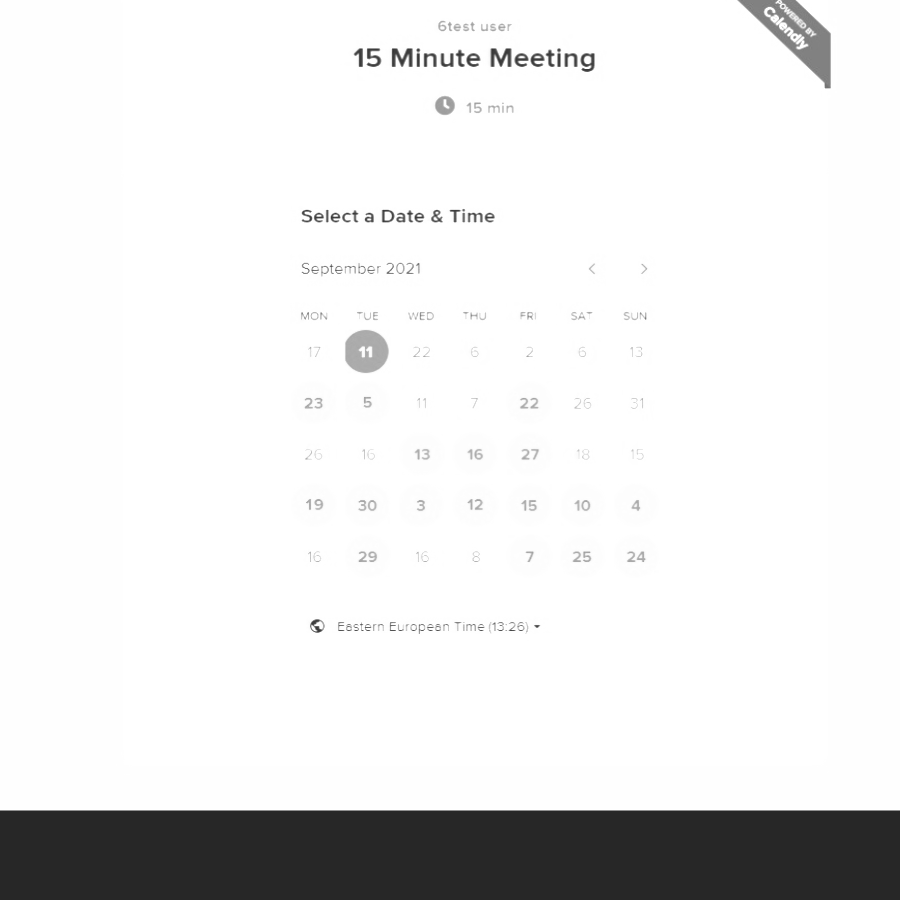 POWERED BY
Calendly
6test user
15 Minute Meeting
15 min
Select a Date & Time
September 2021
MON TUE WED THU FRI SAT SUN
17 11 22 6 2 6 13
23 5 11 7 22 26 31
26 16 13 16 27 18 15
19 30 3 12 15 10 4
16 29 16 8 7 25 24
Eastern European Time (13:26)